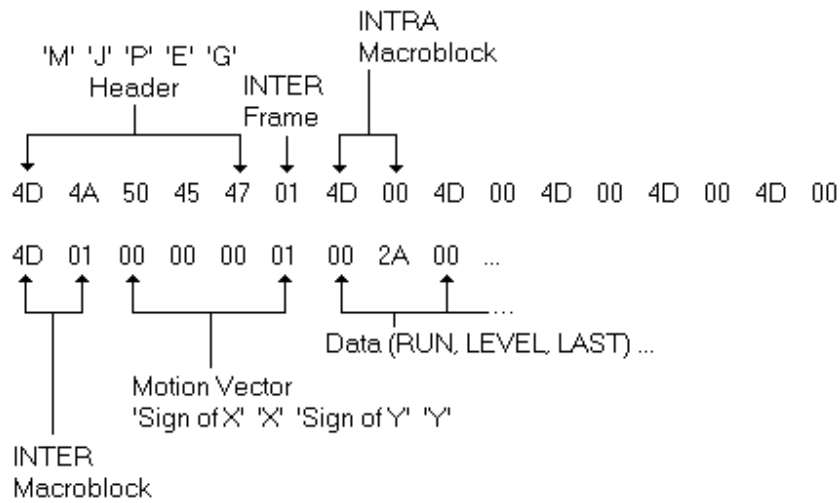 INTRA
Macroblock
'M' 'J' 'P' 'E' 'G'
Header
INTER
Frame
4D 4A 50 45 47 01 4D 00 4D 00 4D 00 4D 00 4D 00
4D 01 00 00 00 01 00 2A 00 ...
...
Data (RUN, LEVEL, LAST) ...
Motion Vector
'Sign of X' 'X' 'Sign of Y' 'Y'
INTER
Macroblock